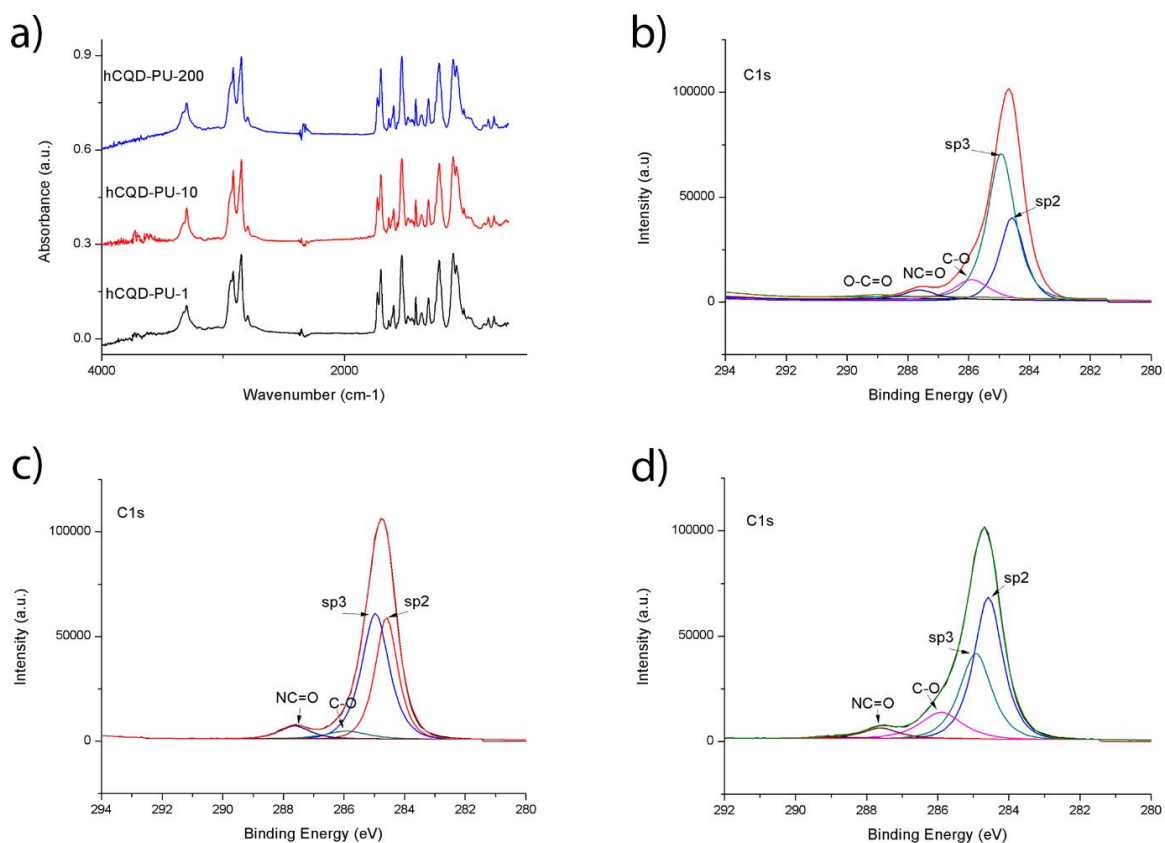 a)
0.9
hCQD-PU-200
0.6
hCQD-PU-10
0.3
hCQD-PU-1
0.0
Absorbance (a.u.)
4000 2000
Wavenumber (cm-1)
b)
C1s
100000
sp3
50000
sp2
C-O
NC=O
O-C=O
0
Intensity (a.u)
294 292 290 288 286 284 282 280
Binding Energy (eV)
c)
C1s
100000
sp3 sp2
50000
NC=O C-O
0
Intensity (a.u.)
294 292 290 288 286 284 282 280
Binding Energy (eV)
d)
C1s
100000
sp2
sp3
50000
C-O
NC=O
0
Intensity (a.u.)
292 290 288 286 284 282 280
Binding Energy (eV)